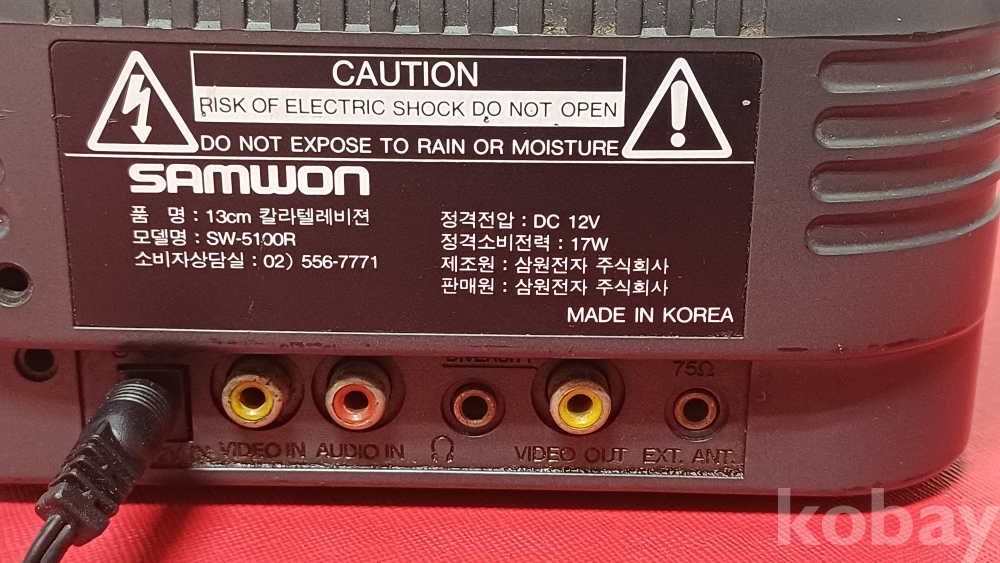 CAUTION
RISK OF ELECTRIC SHOCK DO NOT OPEN
DO NOT EXPOSE TO RAIN OR MOISTURE
SAMWON
품 명 : 13cm 칼라텔레비젼
모델명 : SW-5100R
소비자상담실 : 02) 556-7771
정격전압 : DC 12V
정격소비전력 : 17W
제조원 : 삼원전자 주식회사
판매원 : 삼원전자 주식회사
MADE IN KOREA
75Ω
VIDEO IN AUDIO IN VIDEO OUT EXT. ANT.
kobay